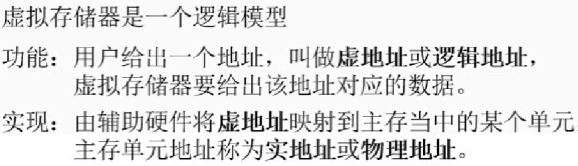 虚拟存储器是一个逻辑模型
功能：用户给出一个地址，叫做虚地址或逻辑地址，
虚拟存储器要给出该地址对应的数据。
实现：由辅助硬件将虚地址映射到主存当中的某个单元，
主存单元地址称为实地址或物理地址。